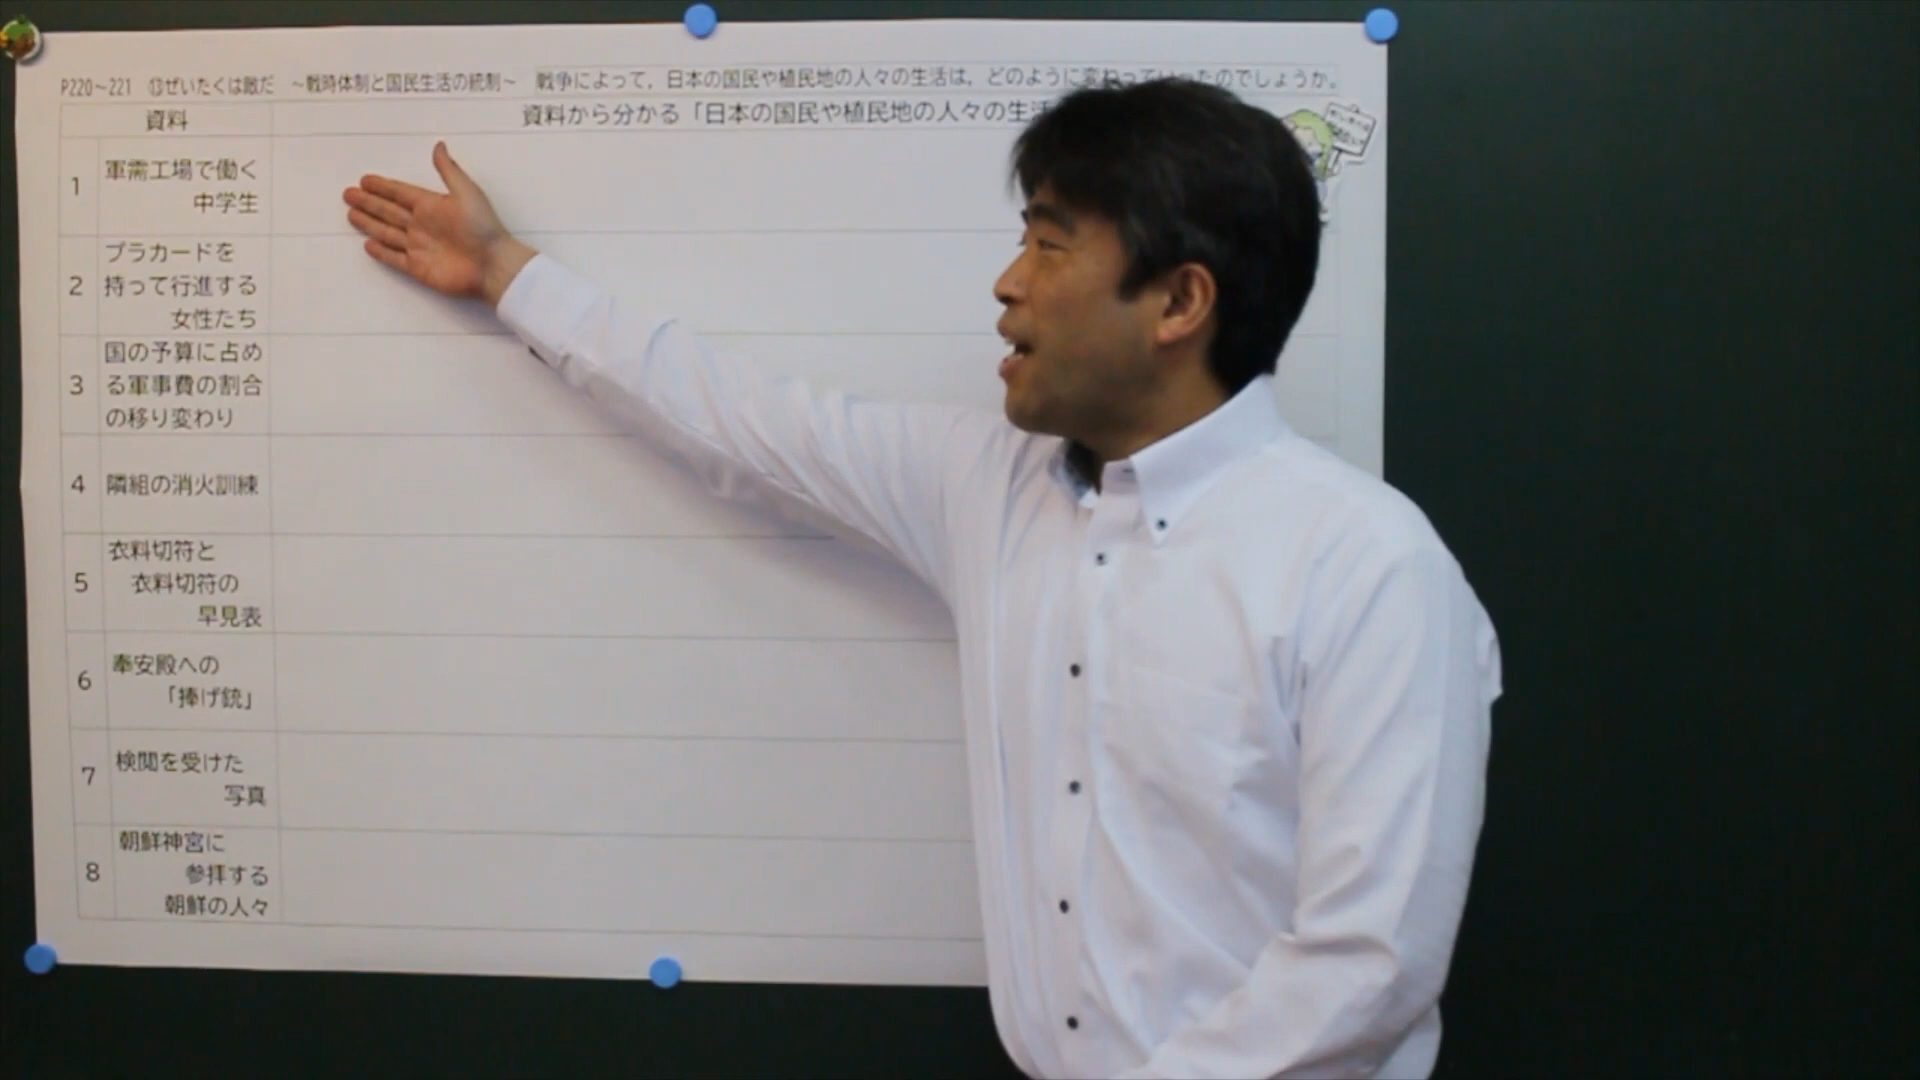 P220～221 ⑬ぜいたくは敵だ ～戦時体制と国民生活の統制～ 戦争によって，日本の国民や植民地の人々の生活は，どのように変わっていったのでしょうか。
資料
資料から分かる「日本の国民や植民地の人々の生活
1
軍需工場で働く
中学生
2
プラカードを
持って行進する
女性たち
3
国の予算に占め
る軍事費の割合
の移り変わり
4
隣組の消火訓練
5
衣料切符と
衣料切符の
早見表
6
奉安殿への
「捧げ銃」
7
検閲を受けた
写真
8
朝鮮神宮に
参拝する
朝鮮の人々